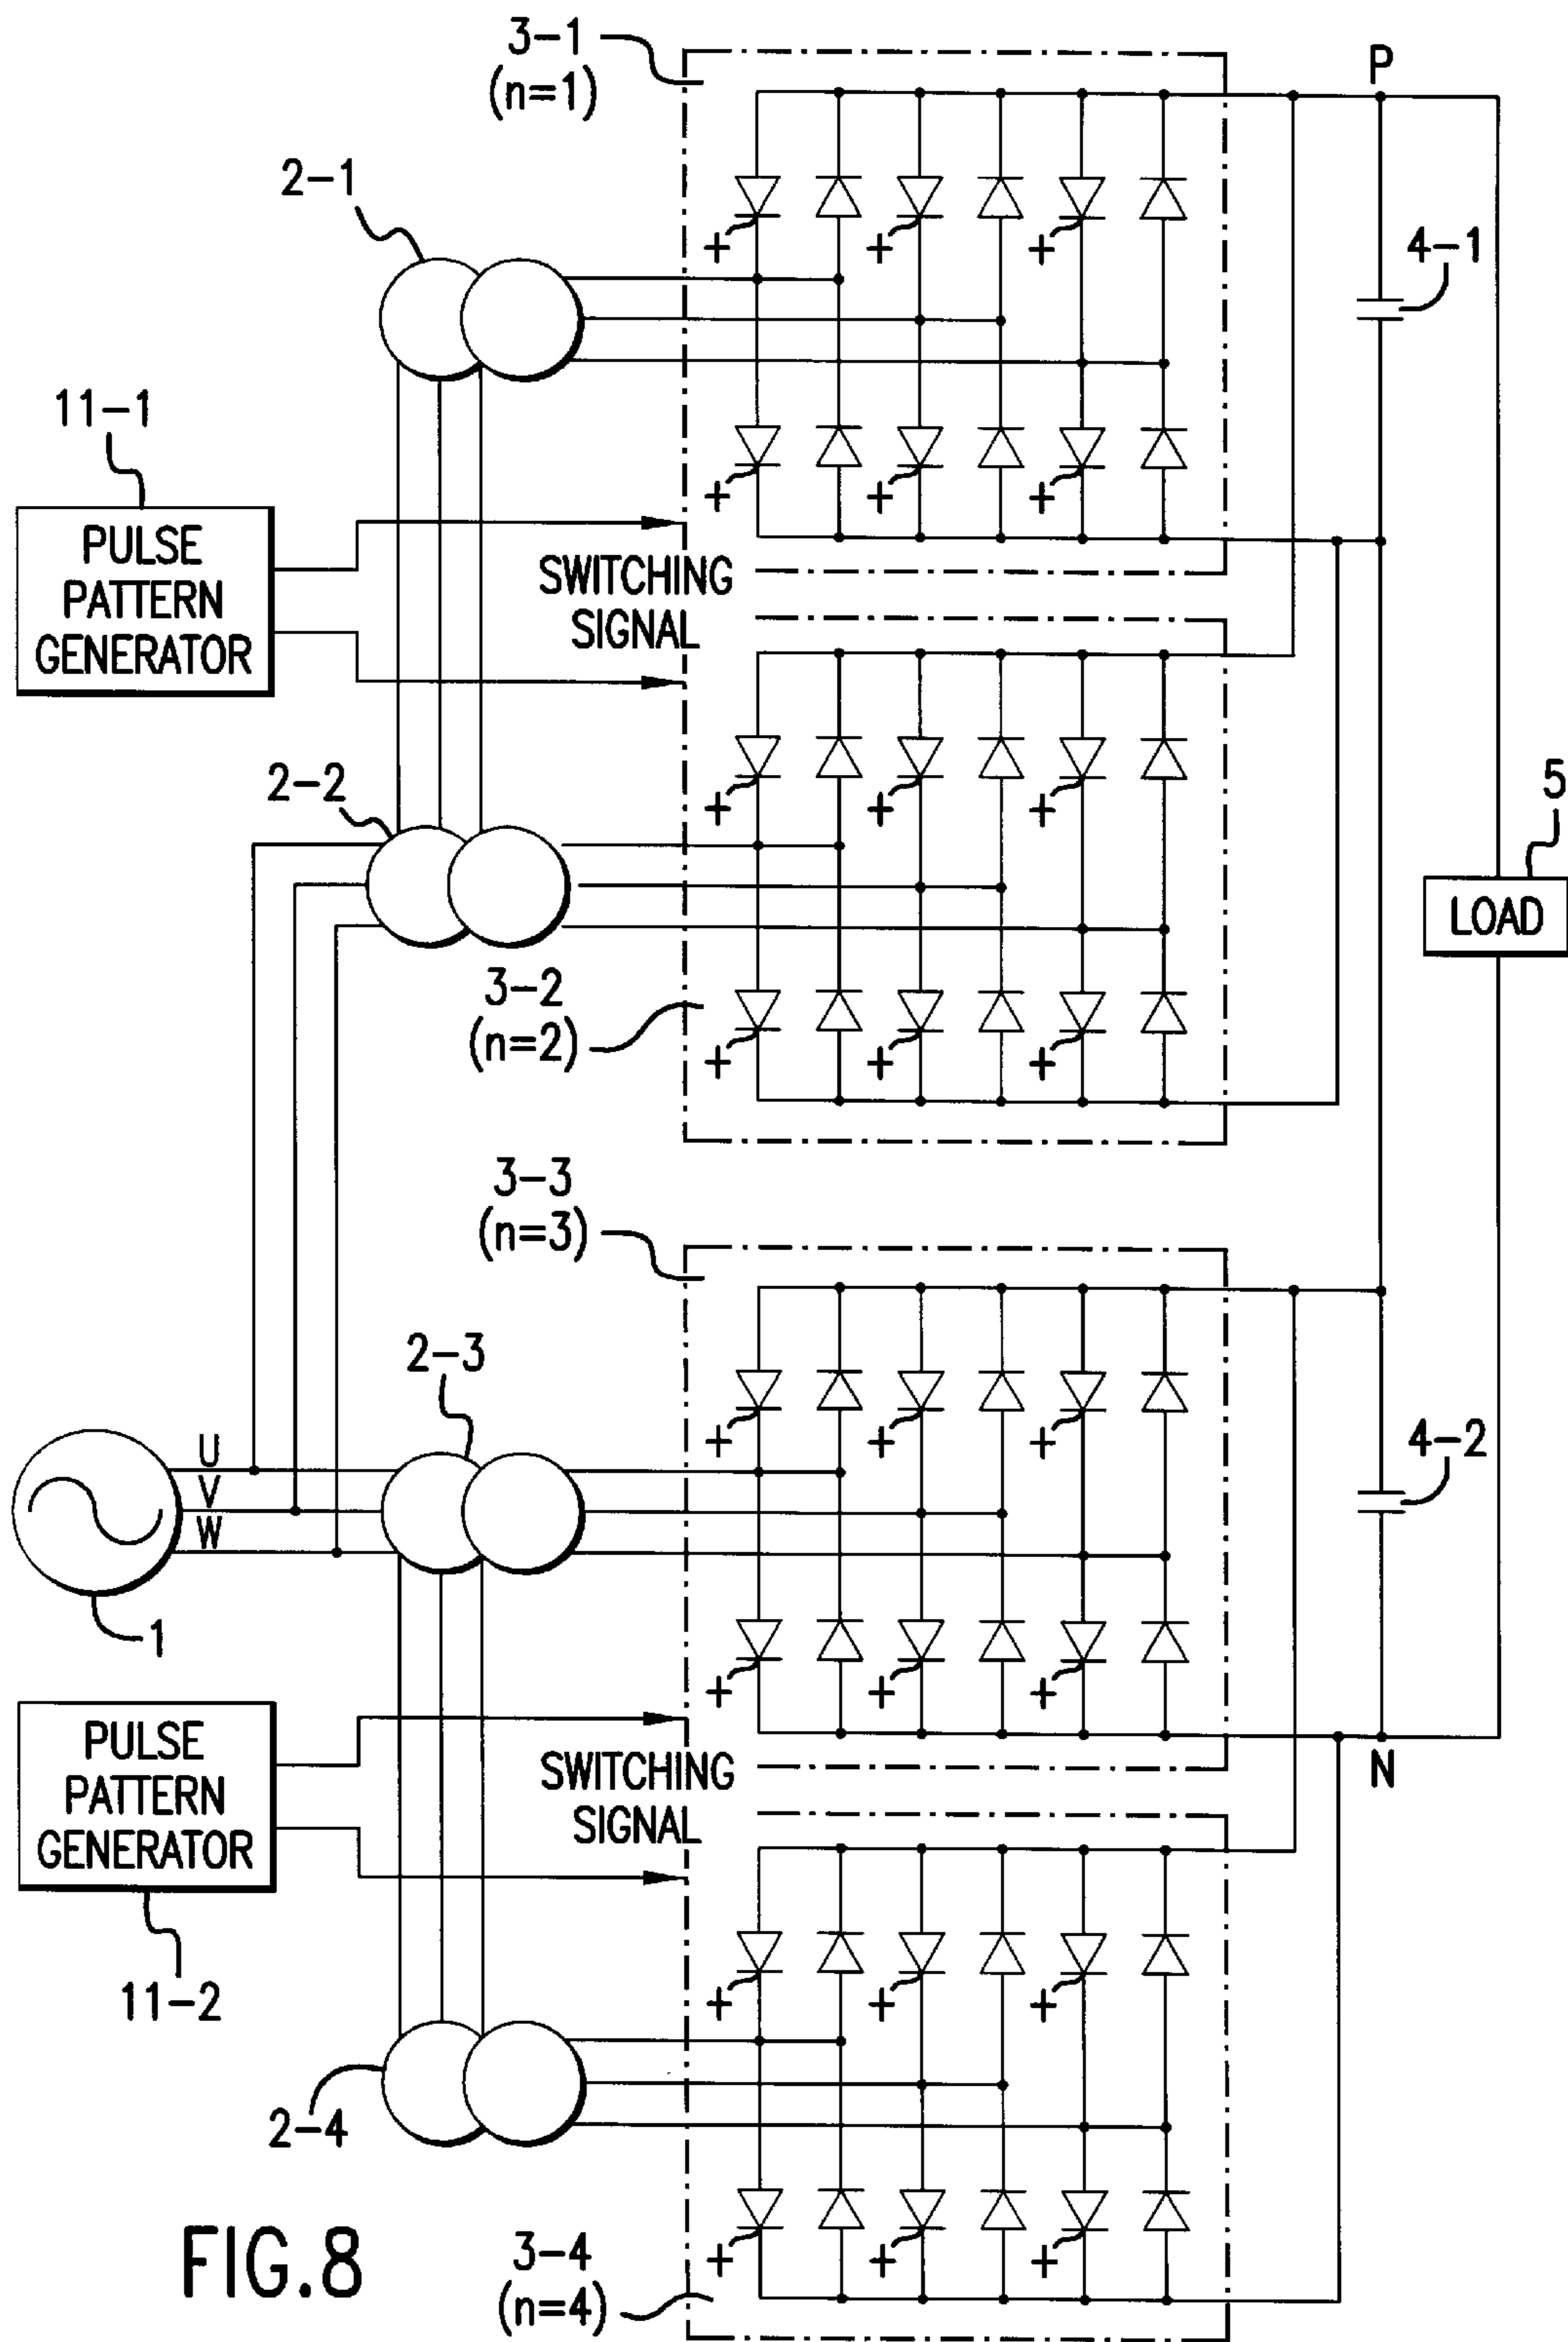 3-1
(n=1)
P
2-1
4-1
11-1
PULSE
PATTERN
GENERATOR
SWITCHING
SIGNAL
2-2
5
LOAD
3-2
(n=2)
3-3
(n=3)
2-3
4-2
U
V
W
1
PULSE
PATTERN
GENERATOR
SWITCHING
SIGNAL
N
11-2
2-4
3-4
(n=4)
FIG.8